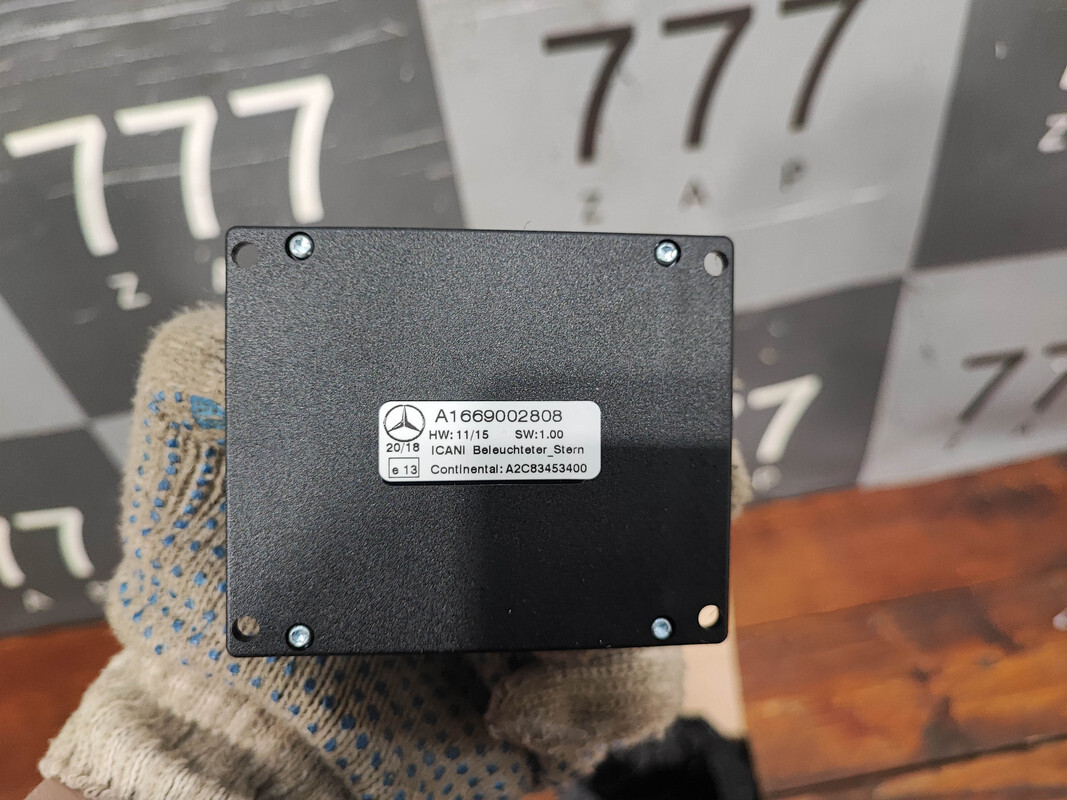 777
777
Z
Z A P
A1669002808
HW: 11/15 SW:1.00
20/18 ICANI Beleuchteter_Stern
e 13 Continental: A2C83453400